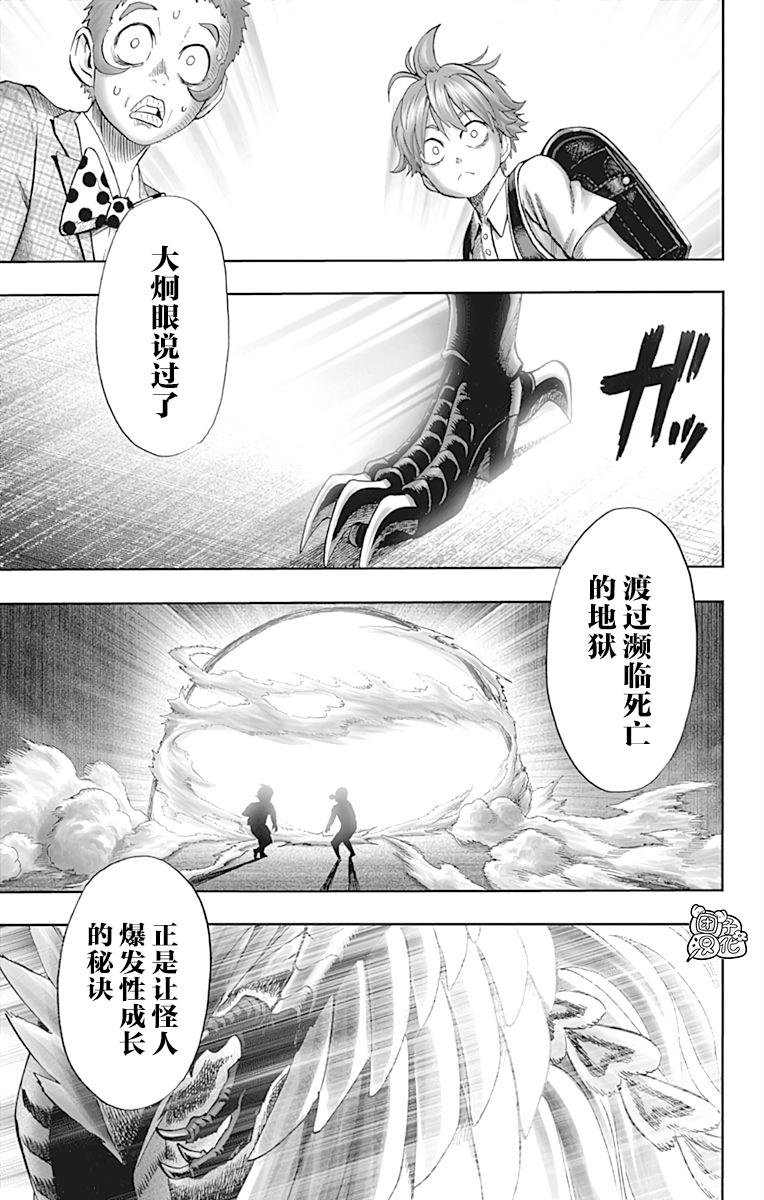 大炯眼说过了
ガッ
渡过濒临死亡
的地狱
正是让怪人
爆发性成长
的秘诀
团子
汉化